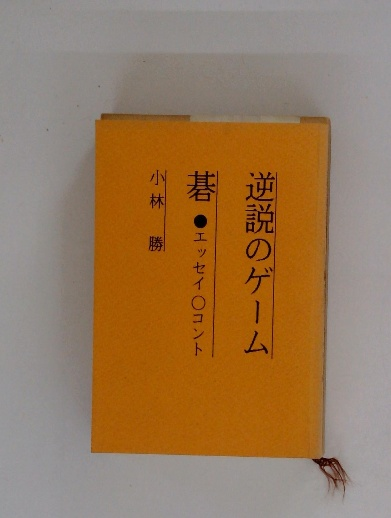 逆説のゲーム
碁●エッセイ○コント
小林 勝